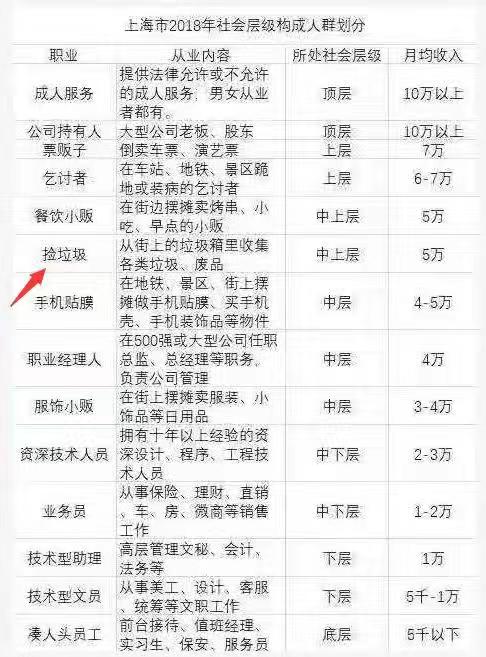 上海市2018年社会层级构成人群划分
职业 从业内容 所处社会层级 月均收入
成人服务 提供法律允许或不允许 顶层 10万以上
的成人服务；男女从业
者都有。
公司持有人 大型公司老板、股东 顶层 10万以上
票贩子 倒卖车票、演艺票 上层 7万
乞讨者 在车站、地铁、景区跪 上层 6-7万
地或装病的乞讨者
餐饮小贩 在街边摆摊卖烤串、小 中上层 5万
吃、早点的小贩
捡垃圾 从街上的垃圾箱里收集 中上层 5万
各类垃圾、废品
手机贴膜 在地铁、景区、街上摆 中层 4-5万
摊做手机贴膜、买手机
壳、手机装饰品等物件
职业经理人 在500强或大型公司任职 中层 4万
总监、总经理等职务，
负责公司管理
服饰小贩 在街上摆摊卖服装、小 中层 3-4万
饰品等日用品
资深技术人员 拥有十年以上经验的资 中下层 2-3万
深设计、程序、工程技
术人员
业务员 从事保险、理财、直销 中下层 1-2万
、车、房、微商等销售
工作
技术型助理 高层管理文秘、会计、 下层 1万
法务等
技术型文员 从事美工、设计、客服 下层 5千-1万
、统筹等文职工作
凑人头员工 前台接待、值班经理、 底层 5千以下
实习生、保安、服务员